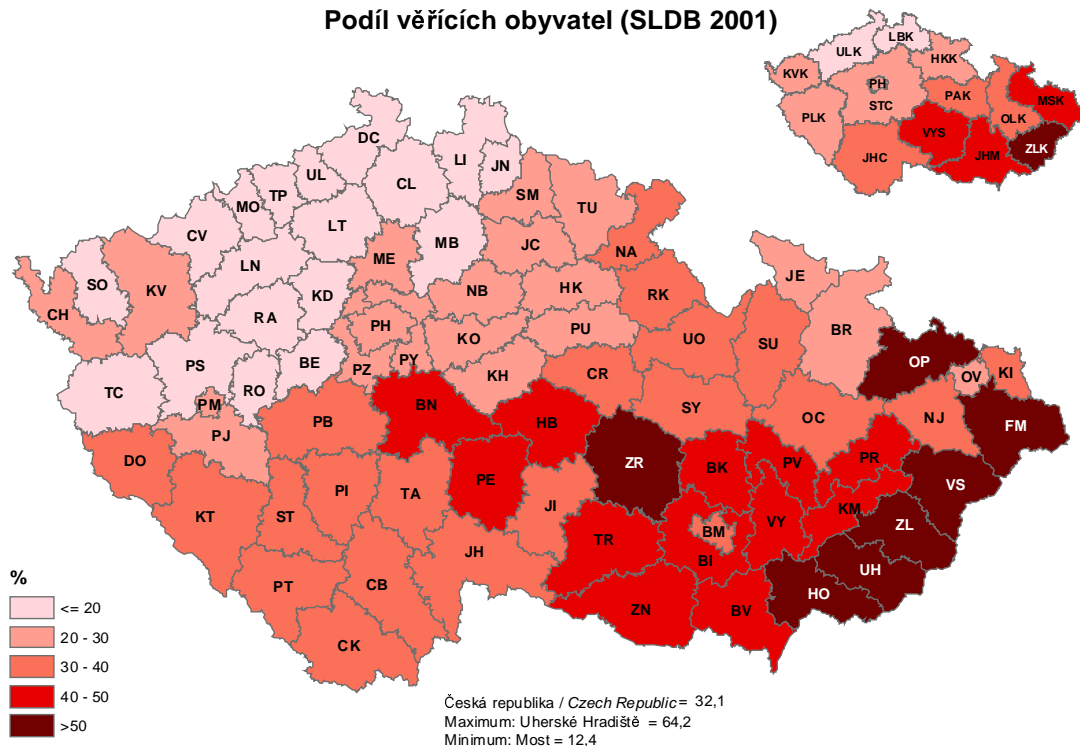 Podíl věřících obyvatel (SLDB 2001)
ULK
LBK
KVK
HKK
PH
STC
PAK
MSK
PLK
OLK
VYS
ZLK
JHC
JHM
DC
LI
JN
UL
CL
TP
MO
SM
TU
LT
CV
MB
JC
NA
ME
LN
SO
KV
KD
NB
HK
RK
JE
CH
RA
PH
KO
PU
BR
UO
SU
BE
PY
PS
PZ
KH
CR
OP
OV
KI
TC
RO
PM
BN
SY
OC
NJ
FM
PB
HB
PJ
DO
ZR
BK
PV
PR
VS
PE
PI
TA
JI
KM
KT
ST
BM
VY
ZL
TR
JH
BI
UH
PT
CB
HO
ZN
BV
CK
%
<= 20
20 - 30
30 - 40
40 - 50
>50
Česká republika / Czech Republic = 32,1
Maximum: Uherské Hradiště = 64,2
Minimum: Most = 12,4